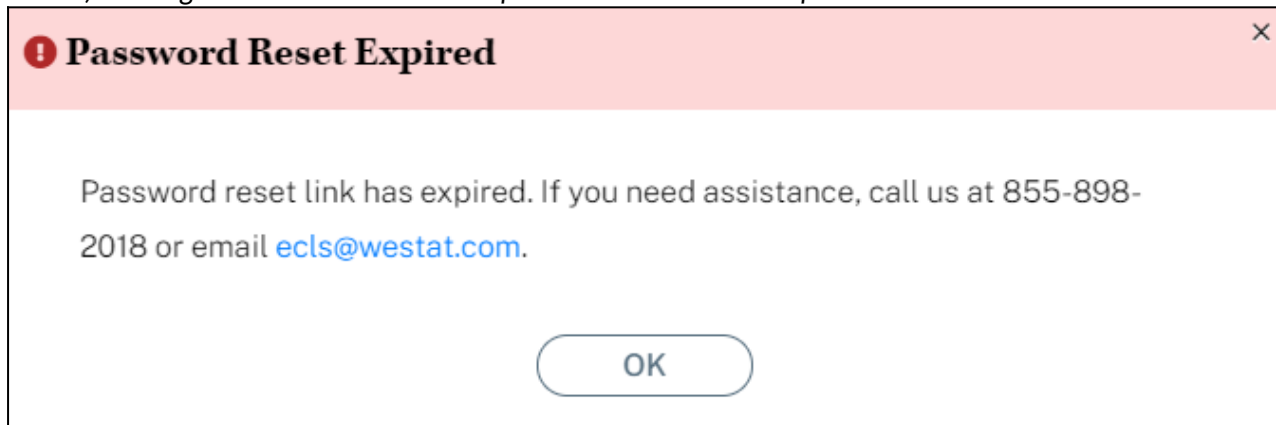 Password Reset Expired
Password reset link has expired. If you need assistance, call us at 855-898-
2018 or email ecls@westat.com.
OK